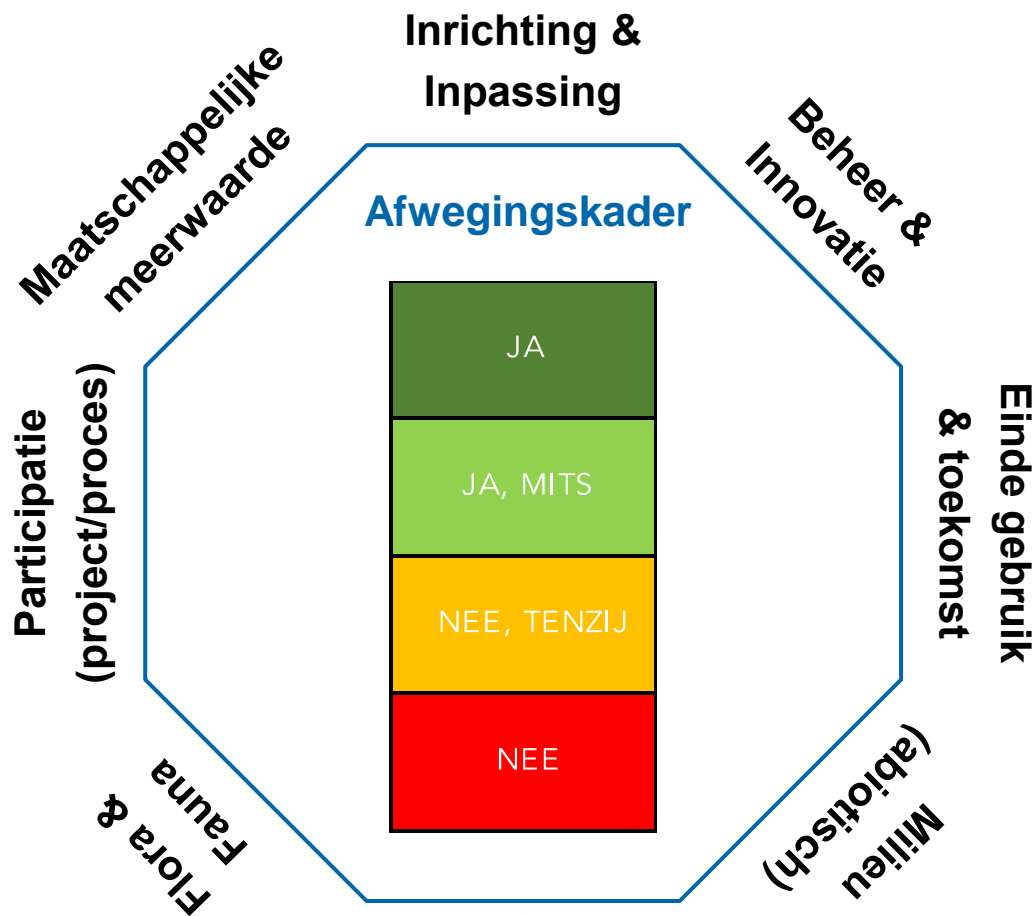 Inrichting &
Inpassing
Maatschappelijke
meerwaarde
Beheer &
Innovatie
Afwegingskader
JA
JA, MITS
NEE, TENZIJ
NEE
Participatie
(project/proces)
Einde gebruik
& toekomst
Flora &
Fauna
Milieu
(abiotisch)